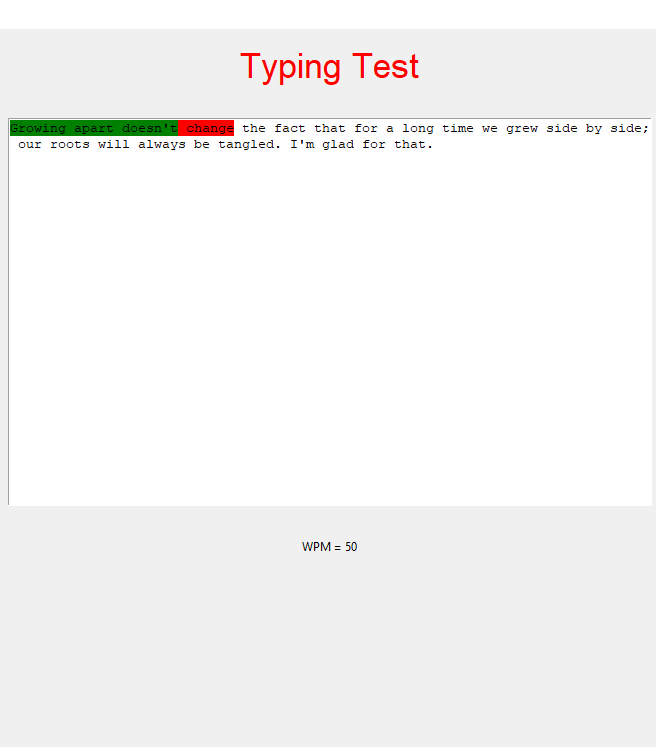 Typing Test
Growing apart doesn't change the fact that for a long time we grew side by side;
our roots will always be tangled. I'm glad for that.
WPM = 50